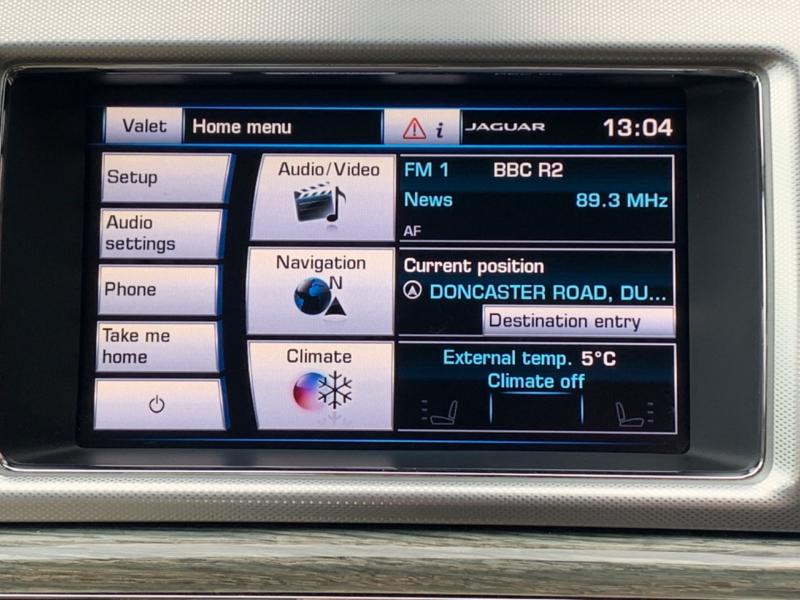 Valet
Home menu
i
JAGUAR
13:04
Setup
Audio
settings
Phone
Take me
home
Audio/Video
Navigation
N
Climate
FM 1 BBC R2
News 89.3 MHz
AF
Current position
DONCASTER ROAD, DU...
Destination entry
External temp. 5°C
Climate off